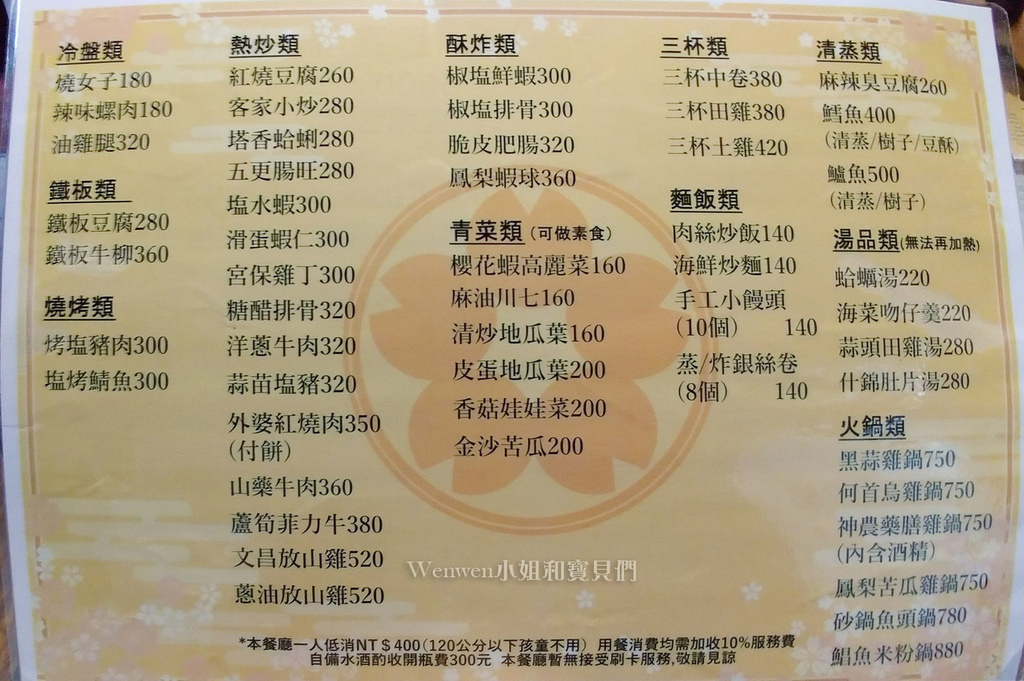 冷盤類
燒女子180
辣味螺肉180
油雞腿320
鐵板類
鐵板豆腐280
鐵板牛柳360
燒烤類
烤塩豬肉300
塩烤鯖魚300
熱炒類
紅燒豆腐260
客家小炒280
塔香蛤蜊280
五更腸旺280
塩水蝦300
滑蛋蝦仁300
宮保雞丁300
糖醋排骨320
洋蔥牛肉320
蒜苗塩豬320
外婆紅燒肉350
(付餅)
山藥牛肉360
蘆筍菲力牛380
文昌放山雞520
蔥油放山雞520
酥炸類
椒塩鮮蝦300
椒塩排骨300
脆皮肥腸320
鳳梨蝦球360
青菜類(可做素食)
櫻花蝦高麗菜160
麻油川七160
清炒地瓜葉160
皮蛋地瓜葉200
香菇娃娃菜200
金沙苦瓜200
三杯類
三杯中卷380
三杯田雞380
三杯土雞420
麵飯類
肉絲炒飯140
海鮮炒麵140
手工小饅頭
(10個) 140
蒸/炸銀絲卷
(8個) 140
清蒸類
麻辣臭豆腐260
鱈魚400
(清蒸/樹子/豆酥)
鱸魚500
(清蒸/樹子)
湯品類(無法再加熱)
蛤蠣湯220
海菜吻仔羹220
蒜頭田雞湯280
什錦肚片湯280
火鍋類
黑蒜雞鍋750
何首烏雞鍋750
神農藥膳雞鍋750
(內含酒精)
鳳梨苦瓜雞鍋750
砂鍋魚頭鍋780
鯧魚米粉鍋880
Wenwen小姐和寶貝們
*本餐廳一人低消NT＄400(120公分以下孩童不用) 用餐消費均需加收10%服務費
自備水酒酌收開瓶費300元 本餐廳暫無接受刷卡服務,敬請見諒